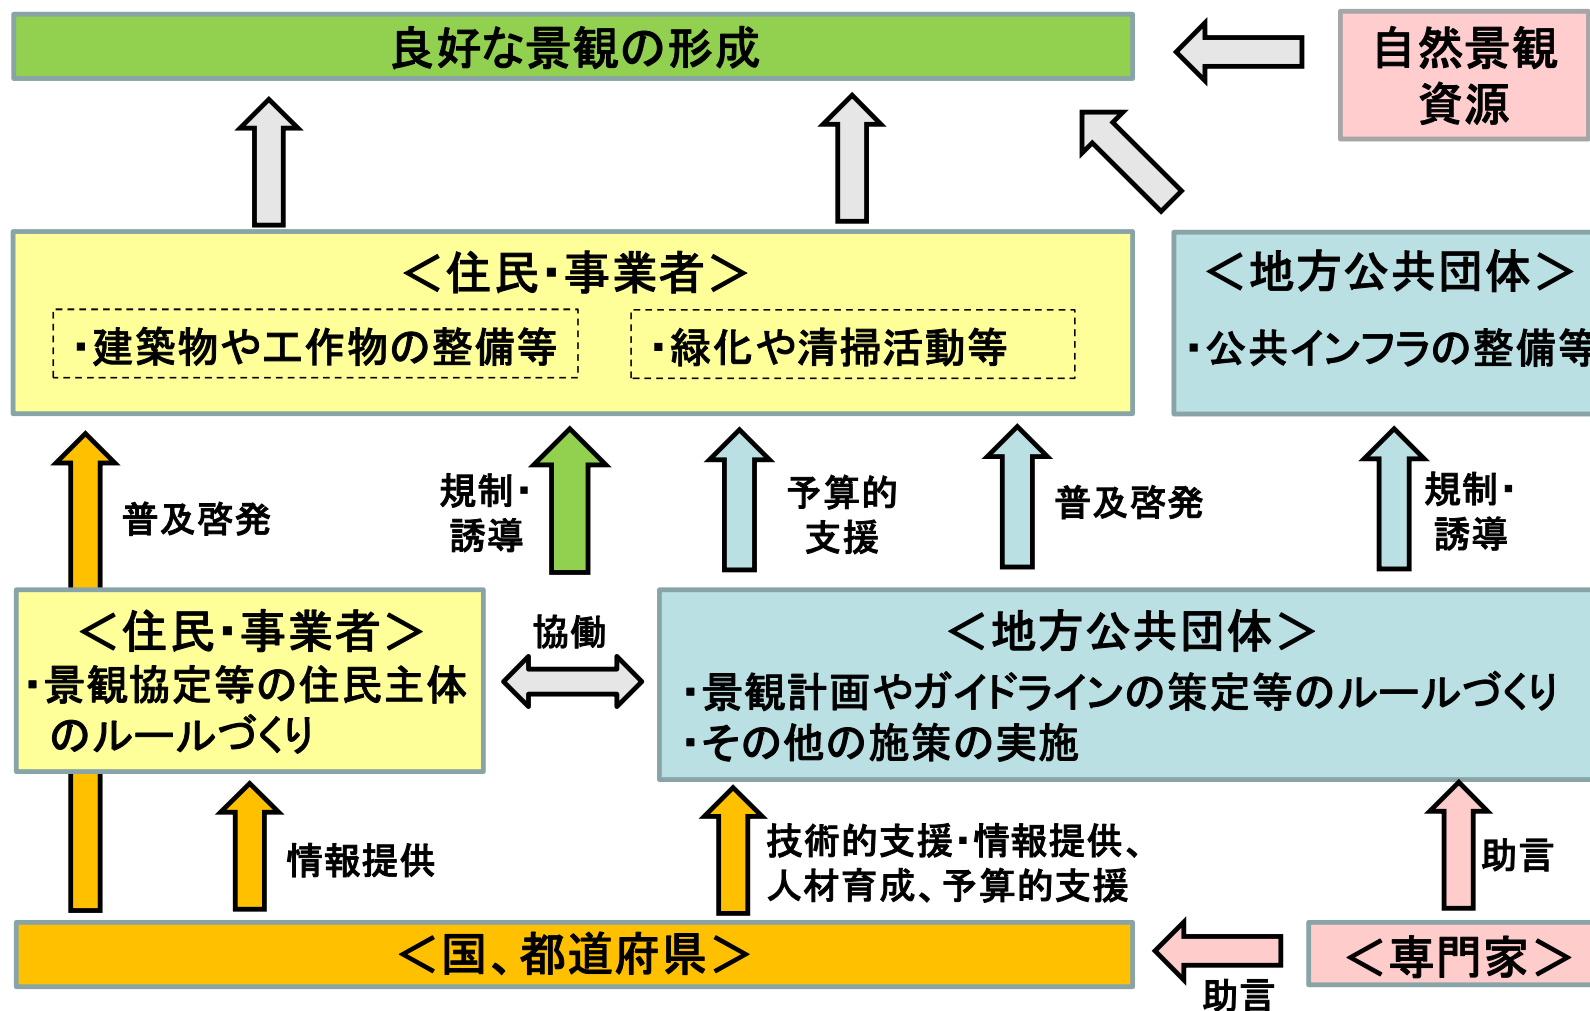 良好な景観の形成
自然景観
資源
＜住民・事業者＞
・建築物や工作物の整備等
・緑化や清掃活動等
＜地方公共団体＞
・公共インフラの整備等
普及啓発
規制・
誘導
予算的
支援
普及啓発
規制・
誘導
＜住民・事業者＞
・景観協定等の住民主体
のルールづくり
協働
＜地方公共団体＞
・景観計画やガイドラインの策定等のルールづくり
・その他の施策の実施
情報提供
技術的支援・情報提供、
人材育成、予算的支援
助言
＜国、都道府県＞
助言
＜専門家＞